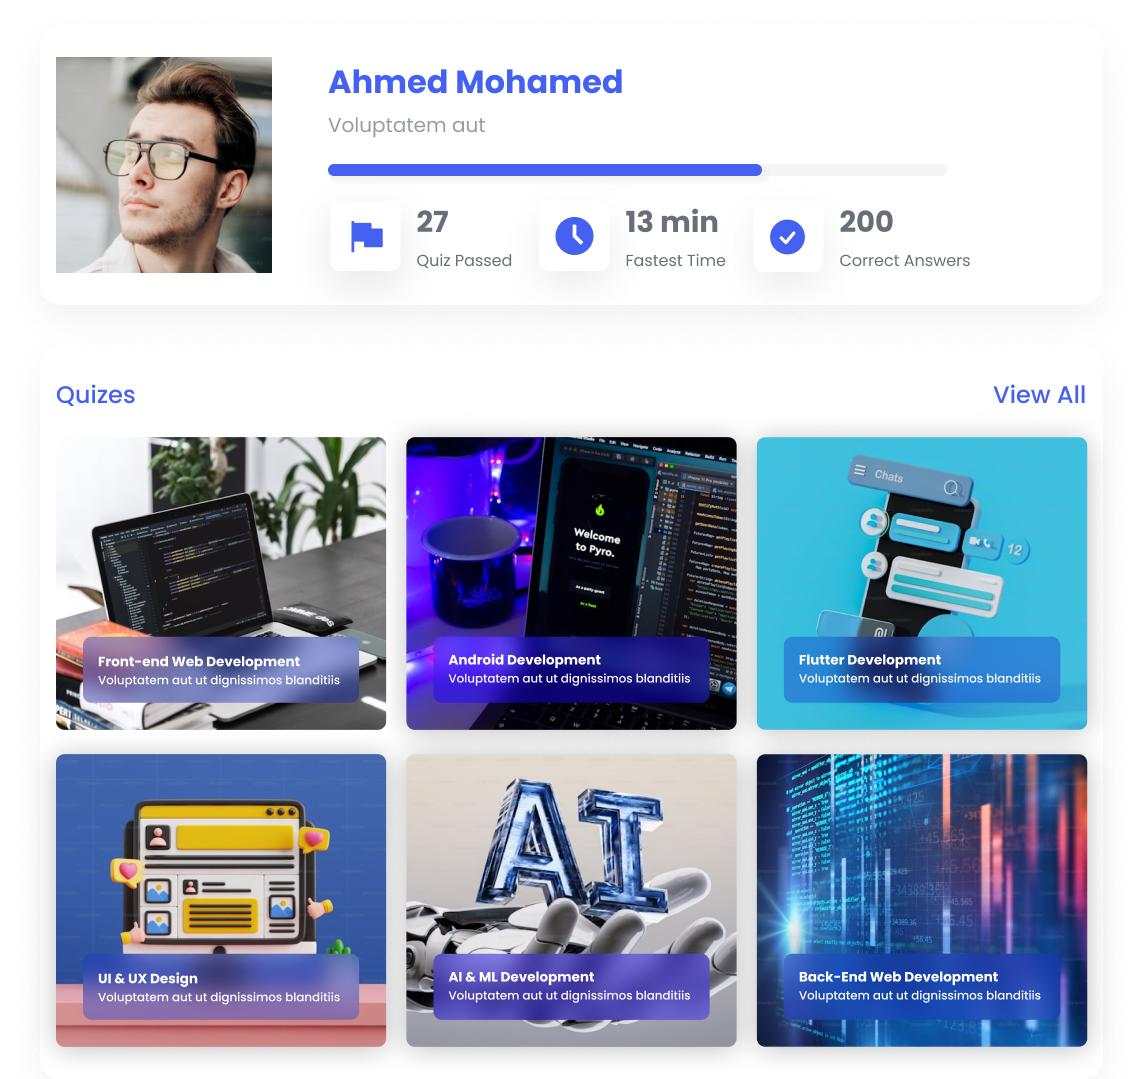 Ahmed Mohamed
Voluptatem aut
27
Quiz Passed
13 min
Fastest Time
200
Correct Answers
Quizes
View All
Front-end Web Development
Voluptatem aut ut dignissimos blanditiis
Welcome
to Pyro.
Android Development
Voluptatem aut ut dignissimos blanditiis
Chats
12
Flutter Development
Voluptatem aut ut dignissimos blanditiis
UI & UX Design
Voluptatem aut ut dignissimos blanditiis
AI
AI & ML Development
Voluptatem aut ut dignissimos blanditiis
Back-End Web Development
Voluptatem aut ut dignissimos blanditiis